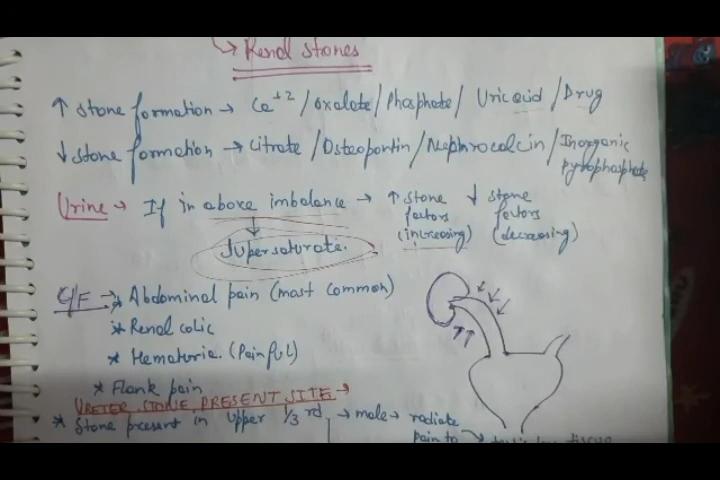 ↳ Renal stones
↑ Stone formation → Ca+2 / Oxalate / Phosphate / Uric acid / Drug
↓ Stone formation → Citrate / Osteopontin / Nephrocalcin / Inorganic pyrophosphate
Urine → If in above imbalance → ↑ Stone factors (increasing) ↓ Stone factors (decreasing)
↓
Supersaturate.
C/F → * Abdominal pain (mast common)
* Renal colic
* Hematuria. (Painful)
* Flank pain
URETER STONE PRESENT SITE →
* Stone present in upper 1/3 rd → male → radiate pain to →